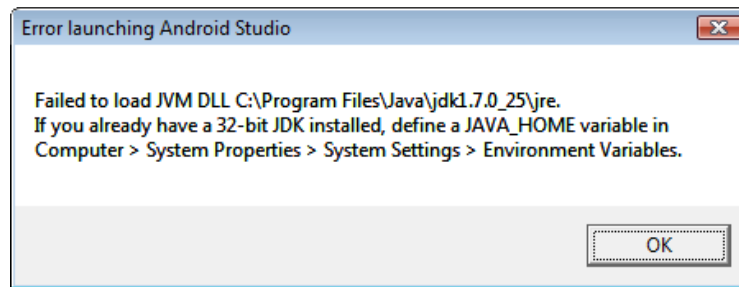 Error launching Android Studio
Failed to load JVM DLL C:\Program Files\Java\jdk1.7.0_25\jre.
If you already have a 32-bit JDK installed, define a JAVA_HOME variable in
Computer > System Properties > System Settings > Environment Variables.
OK